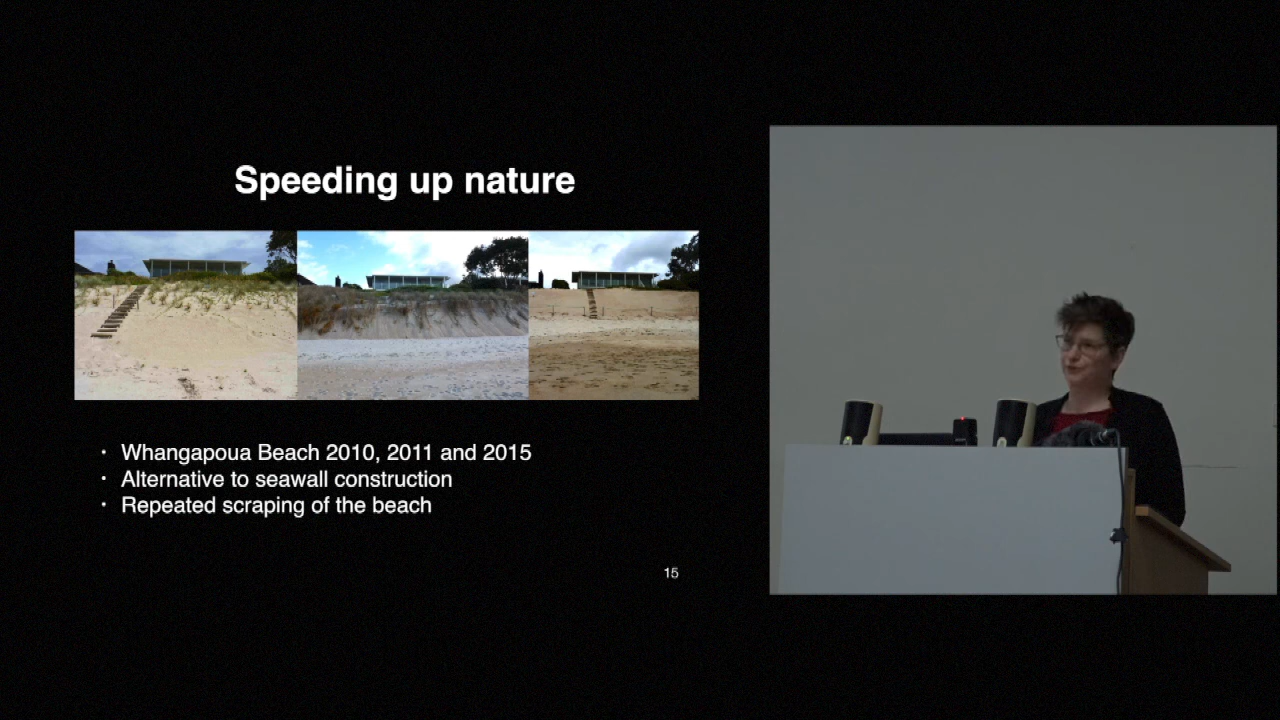 Speeding up nature
• Whangapoua Beach 2010, 2011 and 2015
• Alternative to seawall construction
• Repeated scraping of the beach
15